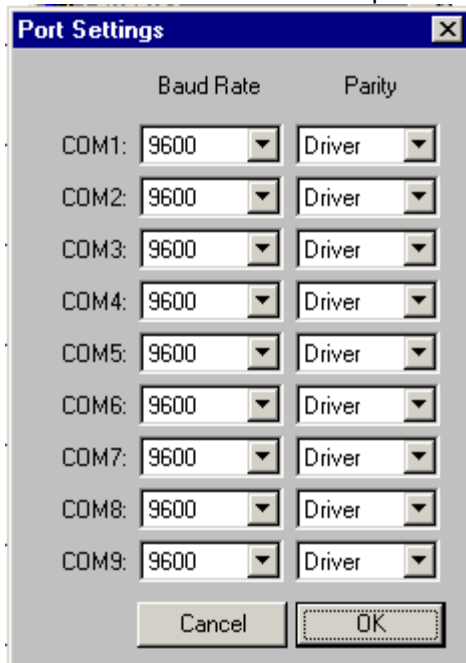 Port Settings
Baud Rate Parity
COM1: 9600 Driver
COM2: 9600 Driver
COM3: 9600 Driver
COM4: 9600 Driver
COM5: 9600 Driver
COM6: 9600 Driver
COM7: 9600 Driver
COM8: 9600 Driver
COM9: 9600 Driver
Cancel OK